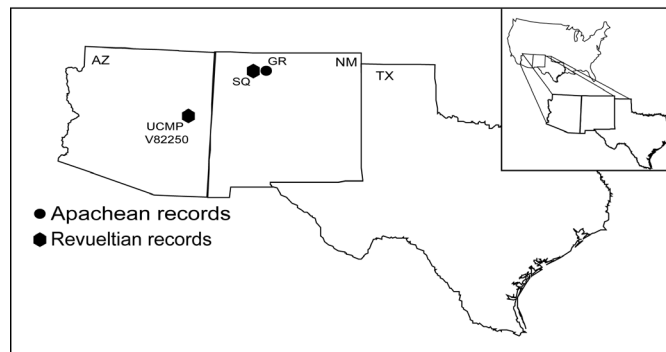 AZ
GR
NM
SQ
TX
UCMP
V82250
Apachean records
Revueltian records